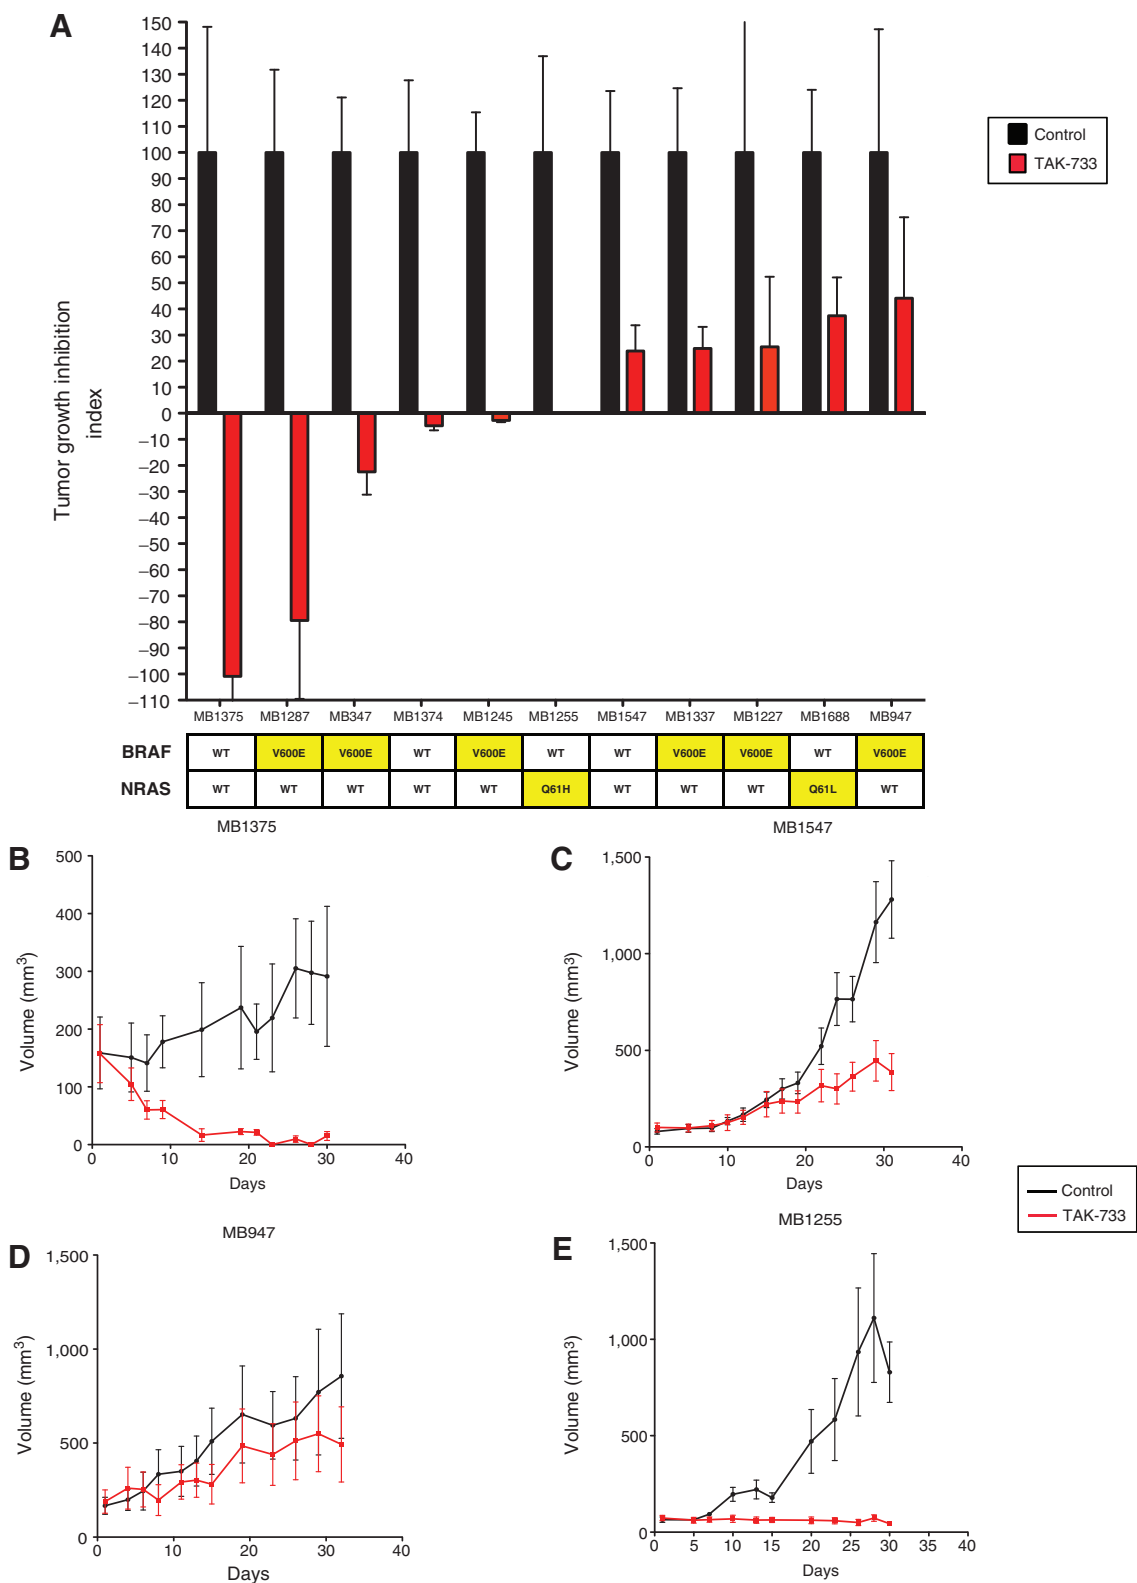 A
150
140
130
120
110
100
90
80
70
60
50
40
30
20
10
0
−10
−20
−30
−40
−50
−60
−70
−80
−90
−100
−110
Tumor growth inhibition
index
Control
TAK-733
MB1375 MB1287 MB347 MB1374 MB1245 MB1255 MB1547 MB1337 MB1227 MB1688 MB947
BRAF WT V600E V600E WT V600E WT WT V600E V600E WT V600E
NRAS WT WT WT WT WT Q61H WT WT WT Q61L WT
MB1375
B
500
400
300
200
100
0
Volume (mm³)
0 10 20 30 40
Days
MB1547
C
1,500
1,000
500
0
Volume (mm³)
0 10 20 30 40
Days
Control
TAK-733
MB947
D
1,500
1,000
500
0
Volume (mm³)
0 10 20 30 40
Days
MB1255
E
1,500
1,000
500
0
Volume (mm³)
0 5 10 15 20 25 30 35 40
Days